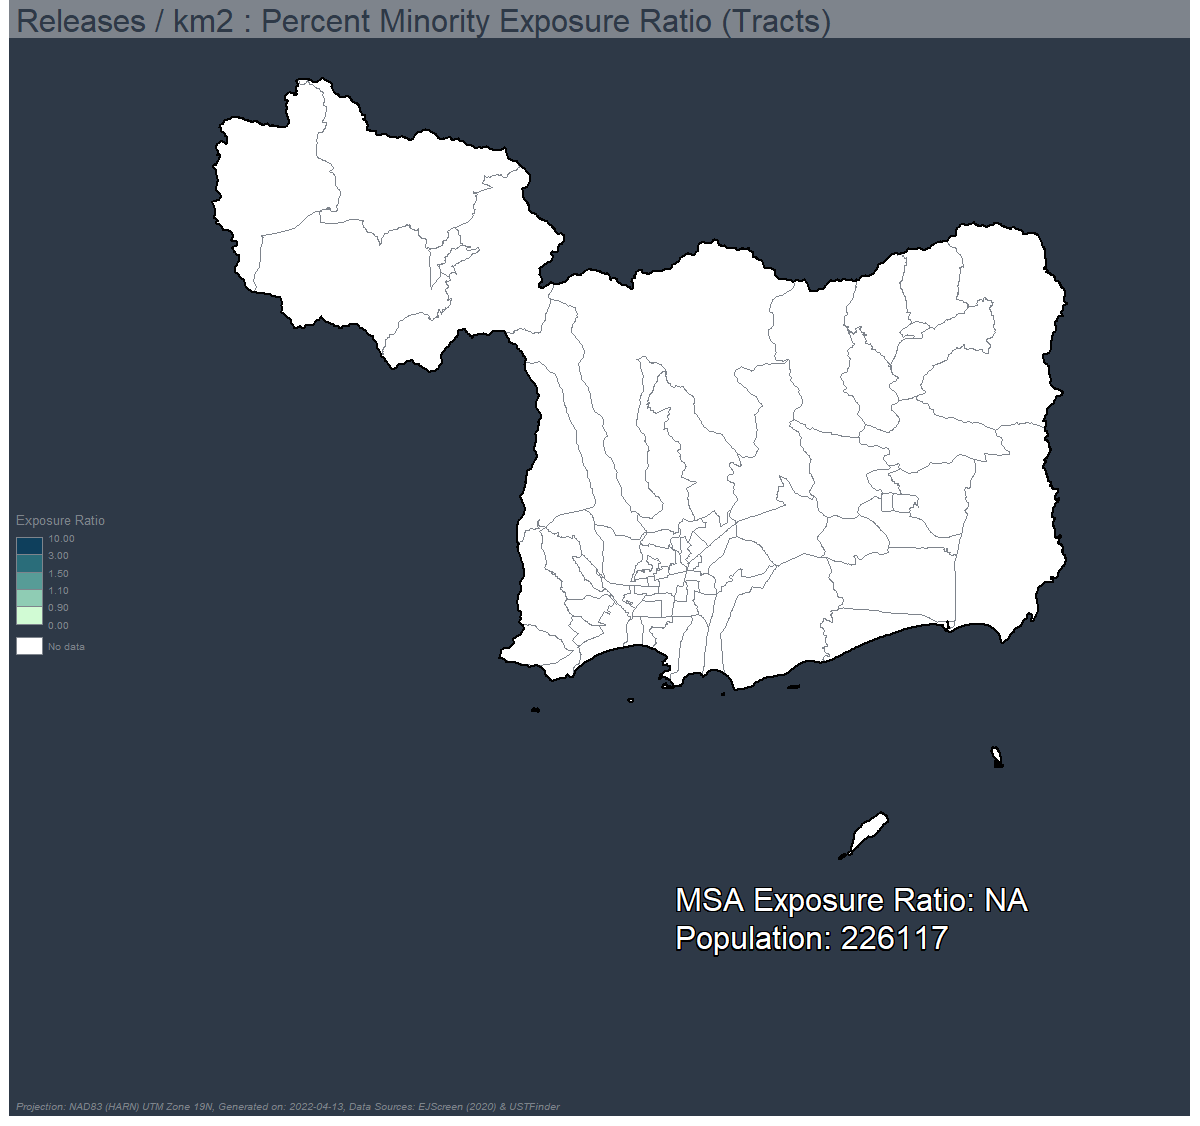 Releases / km2 : Percent Minority Exposure Ratio (Tracts)
Exposure Ratio
10.00
3.00
1.50
1.10
0.90
0.00
No data
MSA Exposure Ratio: NA
Population: 226117
Projection: NAD83 (HARN) UTM Zone 19N, Generated on: 2022-04-13, Data Sources: EJScreen (2020) & USTFinder